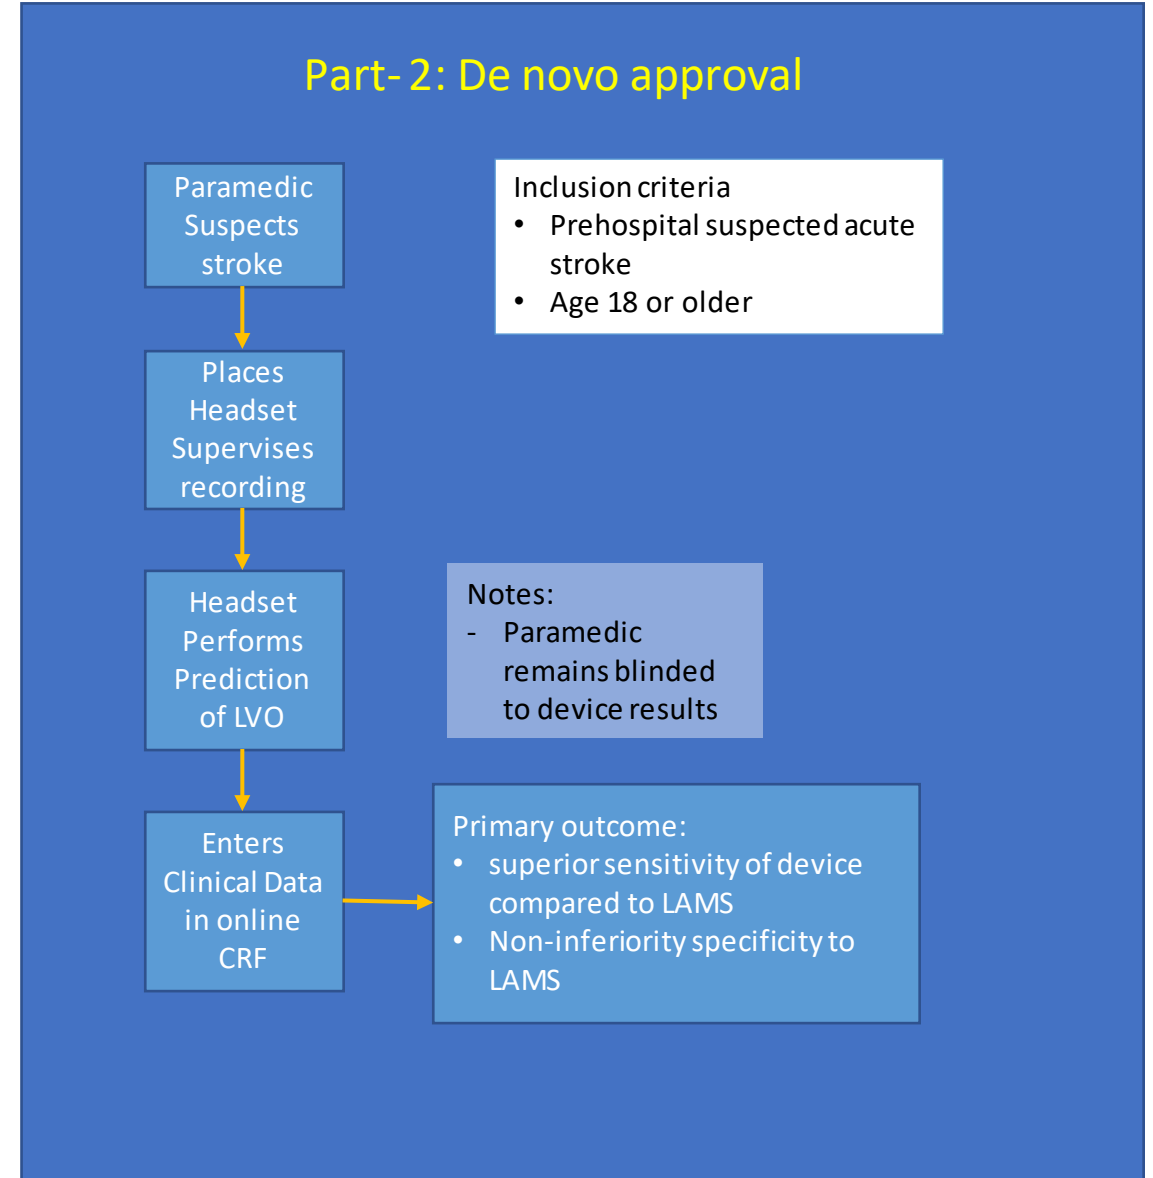 Part- 2: De novo approval
Paramedic
Suspects
stroke
Inclusion criteria
• Prehospital suspected acute
stroke
• Age 18 or older
Places
Headset
Supervises
recording
Headset
Performs
Prediction
of LVO
Notes:
- Paramedic
remains blinded
to device results
Enters
Clinical Data
in online
CRF
Primary outcome:
• superior sensitivity of device
compared to LAMS
• Non-inferiority specificity to
LAMS